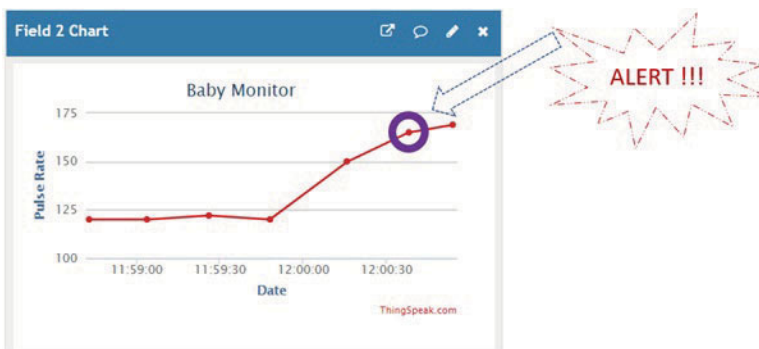 Field 2 Chart
ALERT !!!
Baby Monitor
175
150
125
100
Pulse Rate
11:59:00 11:59:30 12:00:00 12:00:30
Date
ThingSpeak.com